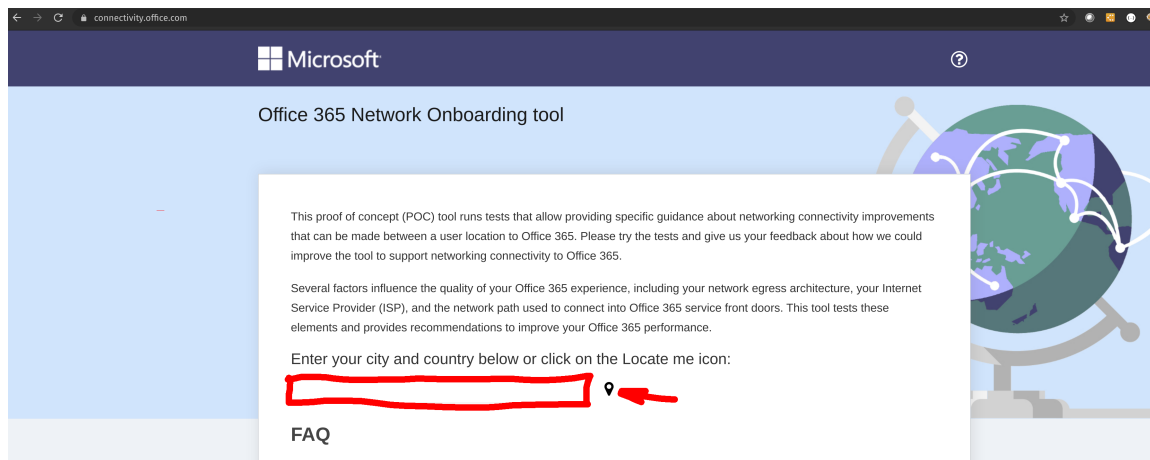 connectivity.office.com
Microsoft
Office 365 Network Onboarding tool
This proof of concept (POC) tool runs tests that allow providing specific guidance about networking connectivity improvements
that can be made between a user location to Office 365. Please try the tests and give us your feedback about how we could
improve the tool to support networking connectivity to Office 365.
Several factors influence the quality of your Office 365 experience, including your network egress architecture, your Internet
Service Provider (ISP), and the network path used to connect into Office 365 service front doors. This tool tests these
elements and provides recommendations to improve your Office 365 performance.
Enter your city and country below or click on the Locate me icon:
FAQ